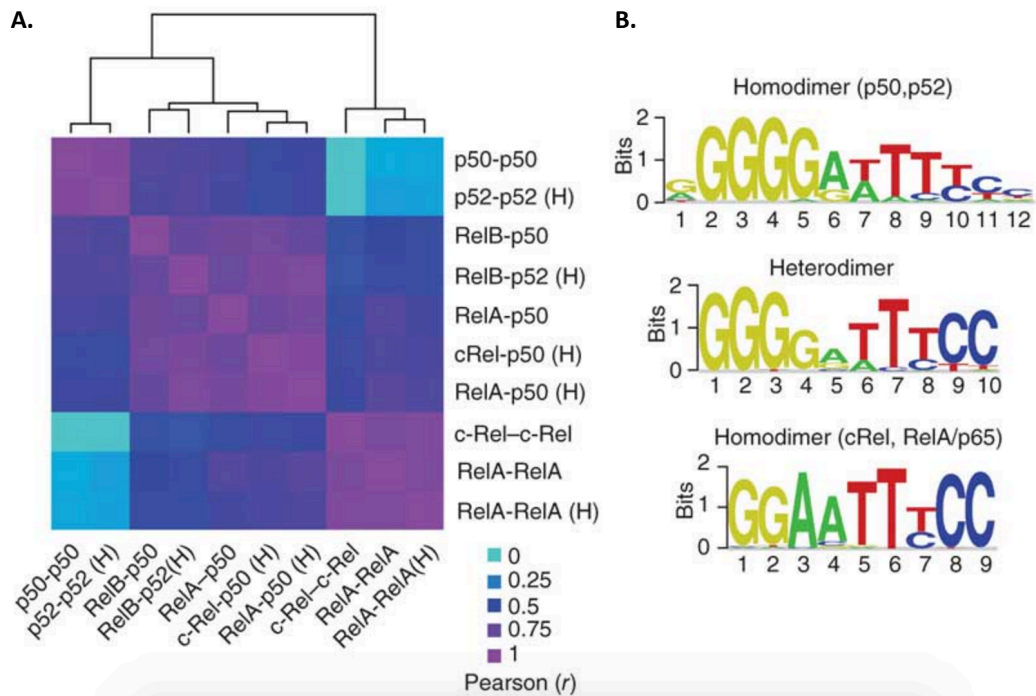 A.
p50-p50
p52-p52 (H)
RelB-p50
RelB-p52 (H)
RelA-p50
cRel-p50 (H)
RelA-p50 (H)
c-Rel–c-Rel
RelA-RelA
RelA-RelA (H)
p50-p50
p52-p52 (H)
RelB-p50
RelB-p52(H)
RelA–p50
c-Rel-p50 (H)
RelA-p50 (H)
c-Rel–c-Rel
RelA-RelA
RelA-RelA(H)
0
0.25
0.5
0.75
1
Pearson (r)
B.
Homodimer (p50,p52)
Bits
2
1
0
1 2 3 4 5 6 7 8 9 10 11 12
Heterodimer
Bits
2
1
0
1 2 3 4 5 6 7 8 9 10
Homodimer (cRel, RelA/p65)
Bits
2
1
0
1 2 3 4 5 6 7 8 9